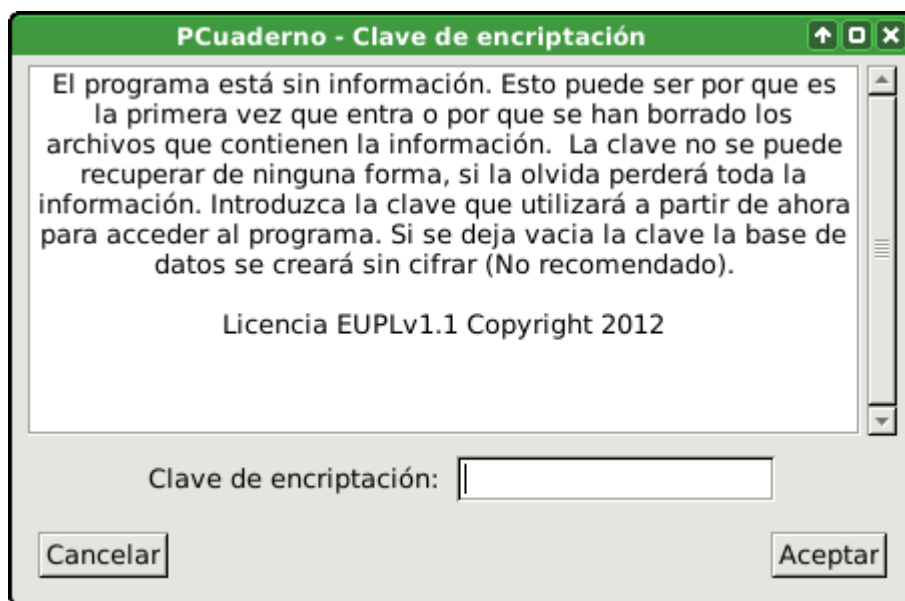 PCuaderno - Clave de encriptación
El programa está sin información. Esto puede ser por que es
la primera vez que entra o por que se han borrado los
archivos que contienen la información.  La clave no se puede
recuperar de ninguna forma, si la olvida perderá toda la
información. Introduzca la clave que utilizará a partir de ahora
para acceder al programa. Si se deja vacia la clave la base de
datos se creará sin cifrar (No recomendado).
Licencia EUPLv1.1 Copyright 2012
Clave de encriptación:
Cancelar
Aceptar